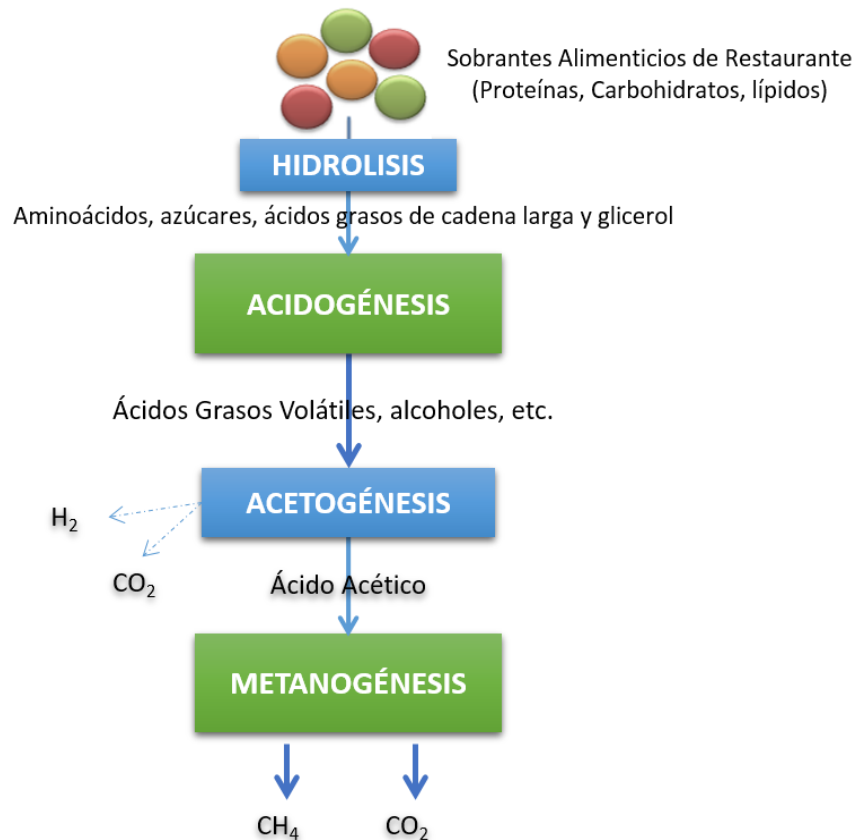 Sobrantes Alimenticios de Restaurante
(Proteínas, Carbohidratos, lípidos)
HIDROLISIS
Aminoácidos, azúcares, ácidos grasos de cadena larga y glicerol
ACIDOGÉNESIS
Ácidos Grasos Volátiles, alcoholes, etc.
ACETOGÉNESIS
H₂
CO₂
Ácido Acético
METANOGÉNESIS
CH₄ CO₂